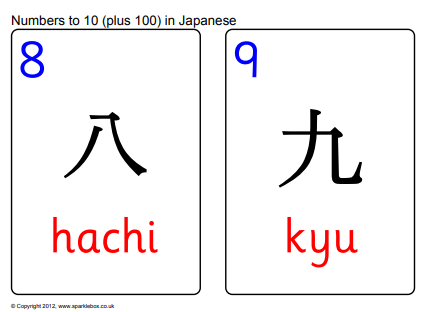 Numbers to 10 (plus 100) in Japanese
8
八
hachi
9
九
kyu
© Copyright 2012, www.sparklebox.co.uk